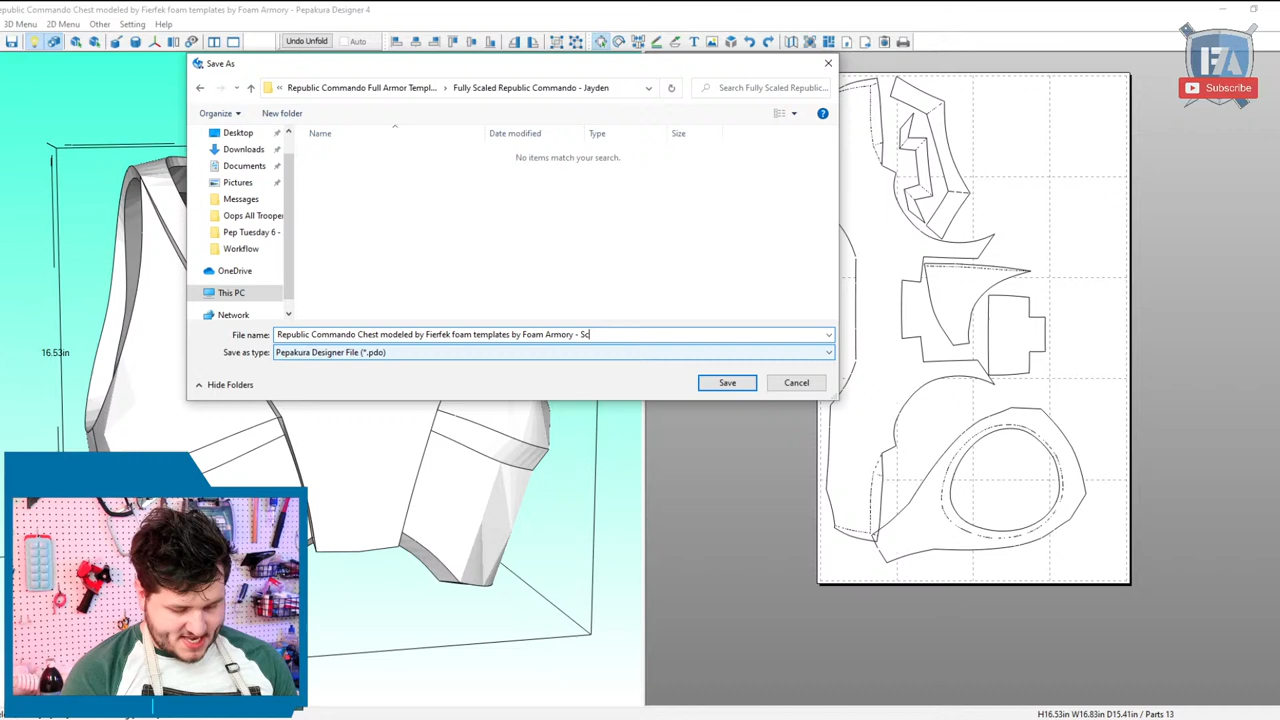 Republic Commando Chest modeled by Fierfek foam templates by Foam Armory - Pepakura Designer 4
3D Menu 2D Menu Other Setting Help
Undo Unfold Auto
Save As
« Republic Commando Full Armor Templ... › Fully Scaled Republic Commando - Jayden
Search Fully Scaled Republic...
Organize New folder
Name Date modified Type Size
No items match your search.
Desktop
Downloads
Documents
Pictures
Messages
Oops All Trooper
Pep Tuesday 6 -
Workflow
OneDrive
This PC
Network
File name: Republic Commando Chest modeled by Fierfek foam templates by Foam Armory - Sc
Save as type: Pepakura Designer File (*.pdo)
Hide Folders
Save Cancel
16.53in
FA
Subscribe
H16.53in W16.83in D15.41in / Parts 13